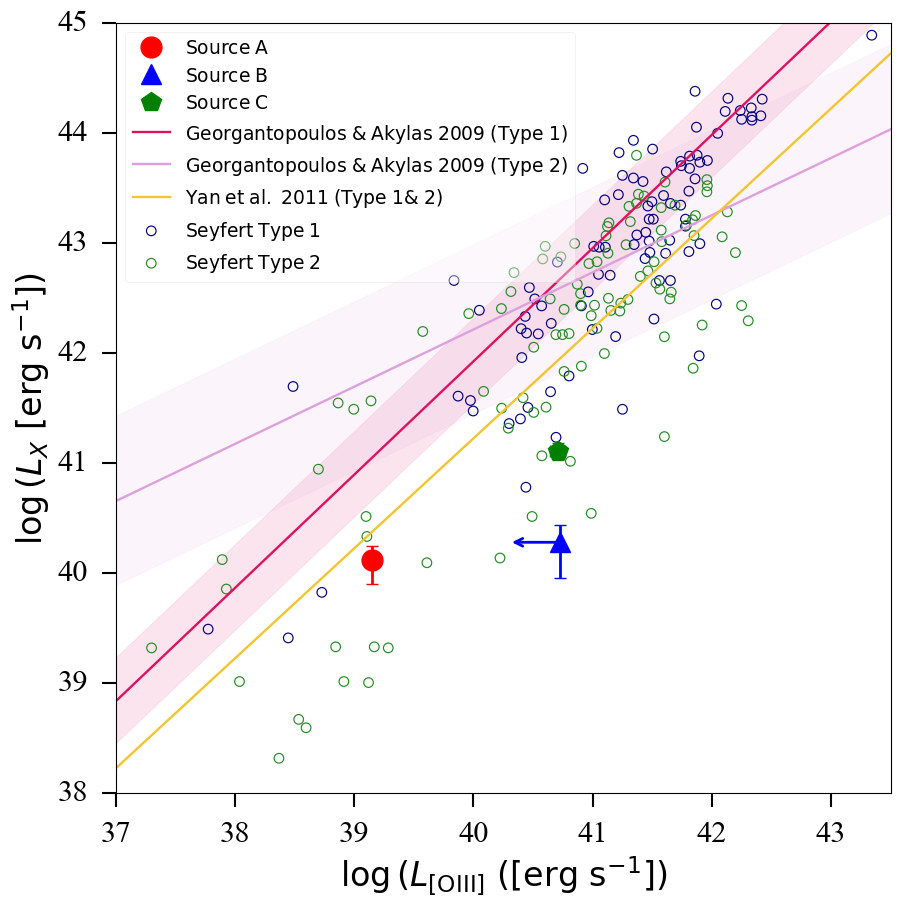 45
44
43
42
41
40
39
38
log (L_X [erg s⁻¹])
Source A
Source B
Source C
Georgantopoulos & Akylas 2009 (Type 1)
Georgantopoulos & Akylas 2009 (Type 2)
Yan et al. 2011 (Type 1& 2)
Seyfert Type 1
Seyfert Type 2
37 38 39 40 41 42 43
log (L_[OIII] ([erg s⁻¹])